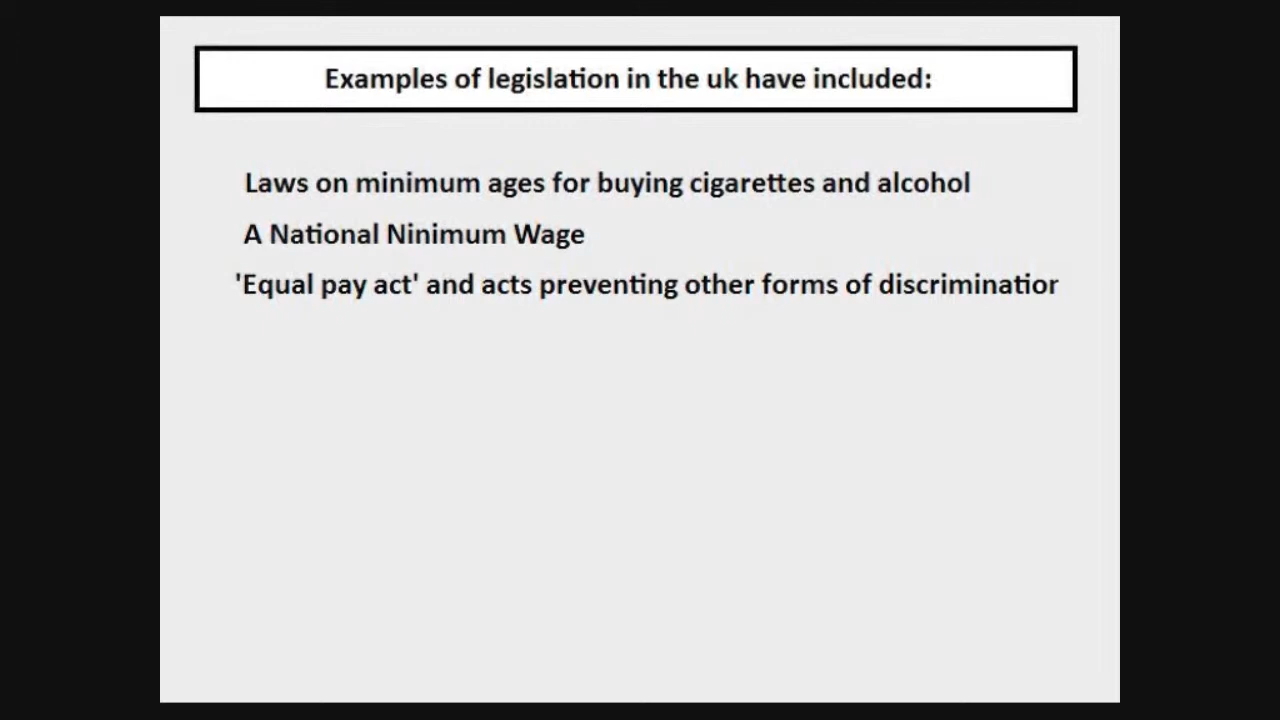 Examples of legislation in the uk have included:
Laws on minimum ages for buying cigarettes and alcohol
A National Ninimum Wage
'Equal pay act' and acts preventing other forms of discriminatior